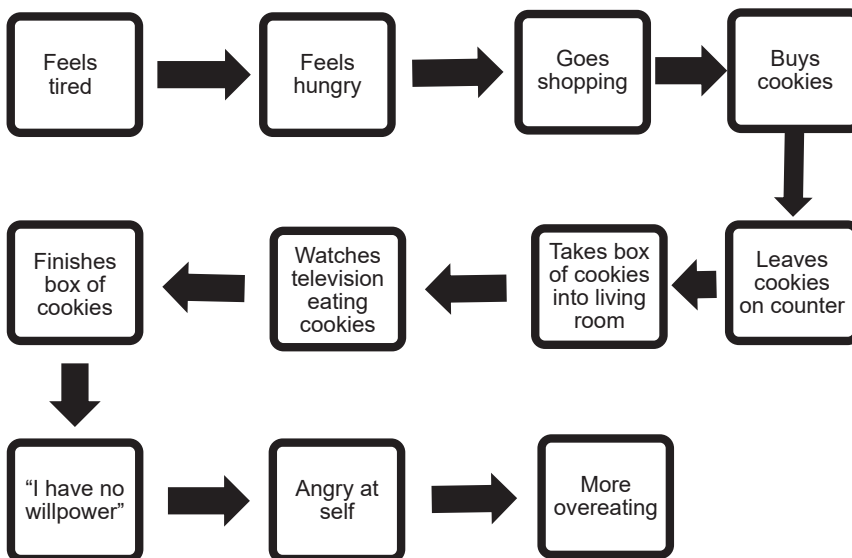 Feels
tired
Feels
hungry
Goes
shopping
Buys
cookies
Leaves
cookies
on counter
Takes box
of cookies
into living
room
Watches
television
eating
cookies
Finishes
box of
cookies
“I have no
willpower”
Angry at
self
More
overeating